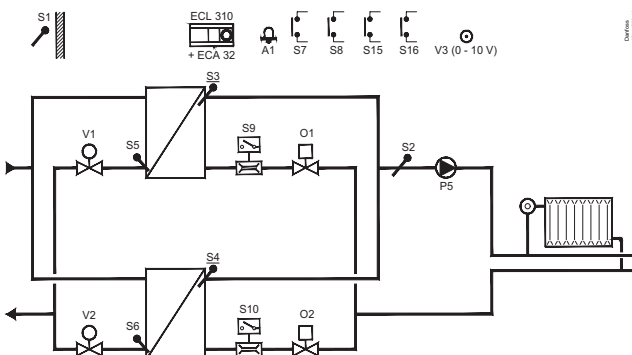 S1
ECL 310
+ ECA 32
A1
S7
S8
S15
S16
V3 (0 - 10 V)
Danfoss
S3
V1
S5
S9
O1
S2
P5
S4
V2
S6
S10
O2